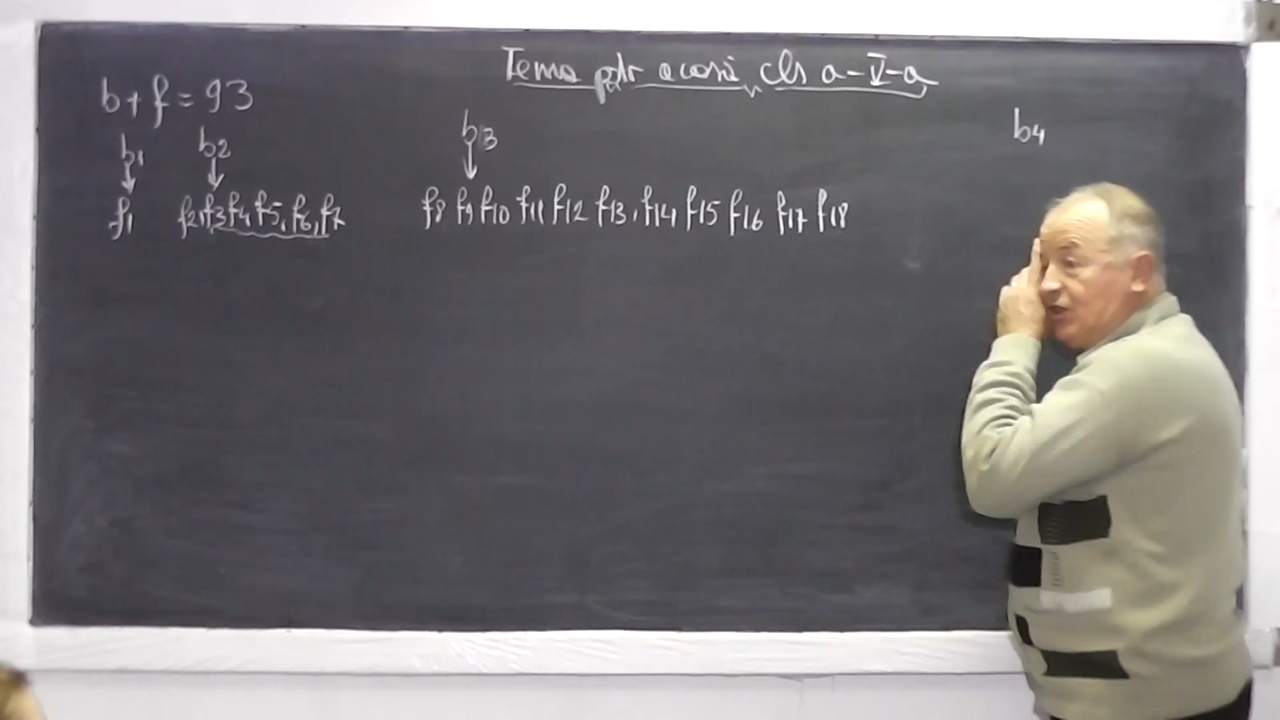 Tema ptr acasă cls a-V-a
b + f = 93
b1 b2 b3 b4
f1 f2, f3 f4 f5, f6, f7 f8 f9 f10 f11 f12 f13, f14, f15 f16 f17 f18